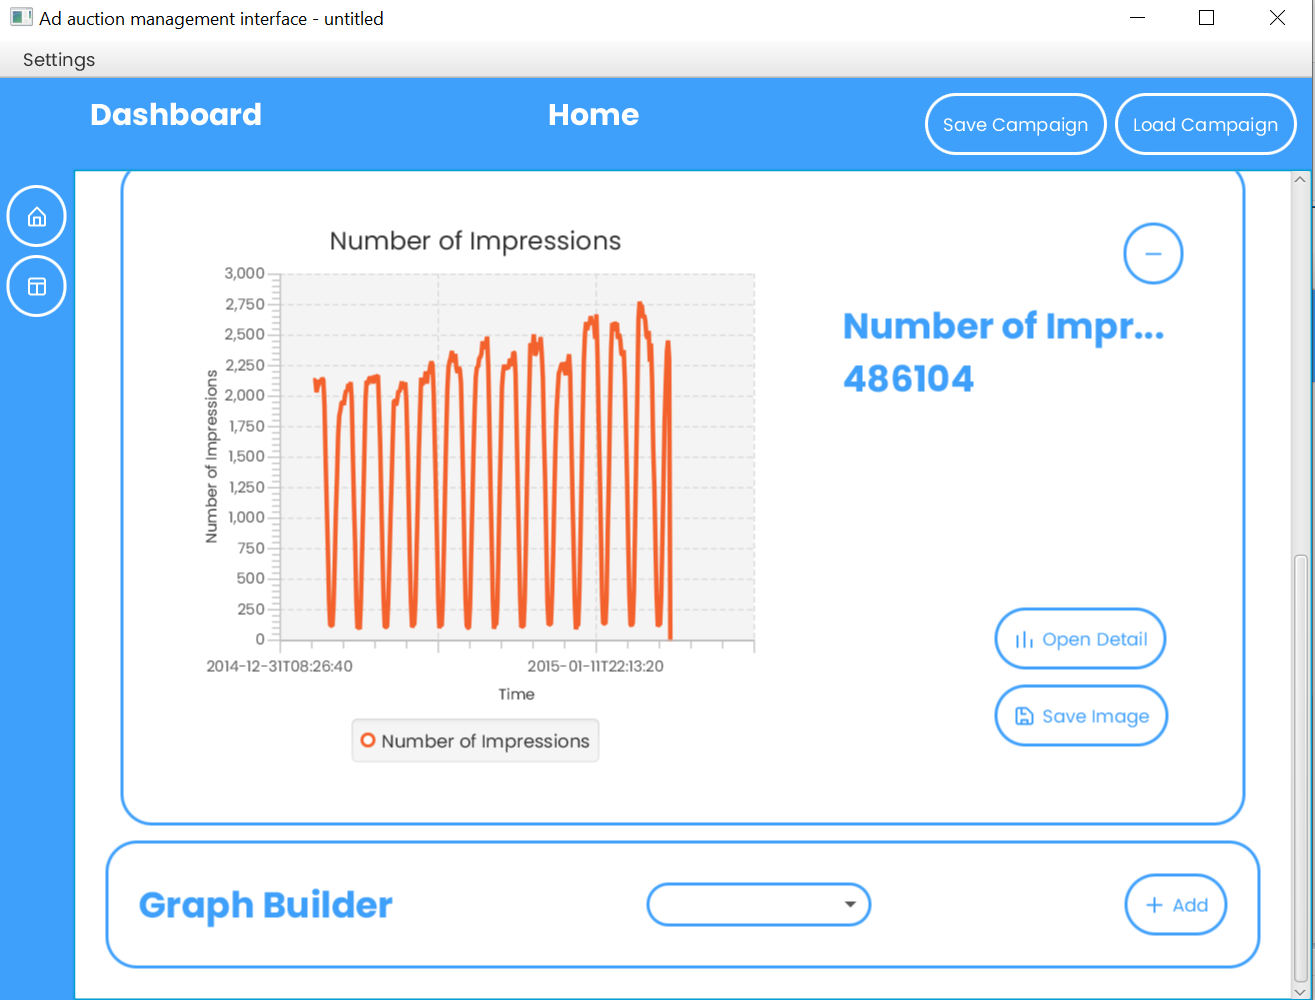 Ad auction management interface - untitled
Settings
Dashboard
Home
Save Campaign
Load Campaign
Number of Impressions
3,000
2,750
2,500
2,250
2,000
1,750
1,500
1,250
1,000
750
500
250
0
Number of Impressions
2014-12-31T08:26:40
2015-01-11T22:13:20
Time
Number of Impressions
Number of Impr...
486104
Open Detail
Save Image
Graph Builder
Add